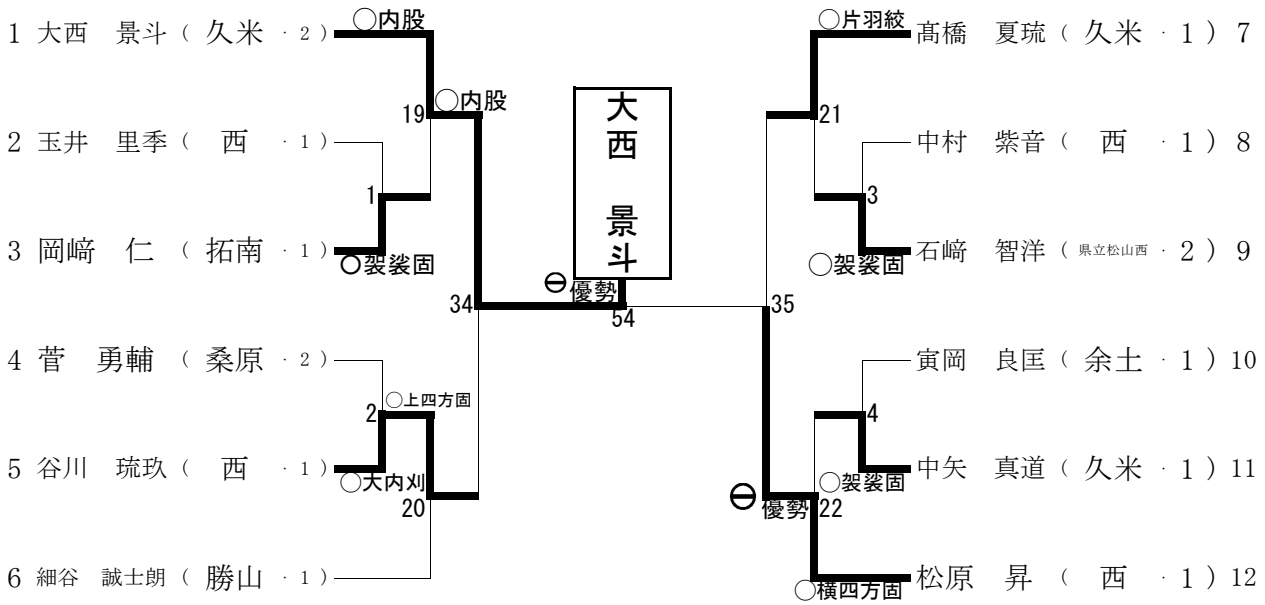 1 大西 景斗 ( 久米 · 2 )
○内股
○片羽絞
髙橋 夏琉 ( 久米 · 1 ) 7
19
○内股
大西 景斗
21
2 玉井 里季 ( 西 · 1 )
中村 紫音 ( 西 · 1 ) 8
1
3
3 岡﨑 仁 ( 拓南 · 1 )
○袈裟固
○袈裟固
石﨑 智洋 ( 県立松山西 · 2 ) 9
34
⊖優勢
54
35
4 菅 勇輔 ( 桑原 · 2 )
寅岡 良匡 ( 余土 · 1 ) 10
2
○上四方固
4
5 谷川 琉玖 ( 西 · 1 )
○大内刈
○袈裟固
中矢 真道 ( 久米 · 1 ) 11
20
⊖優勢
22
6 細谷 誠士朗 ( 勝山 · 1 )
○横四方固
松原 昇 ( 西 · 1 ) 12